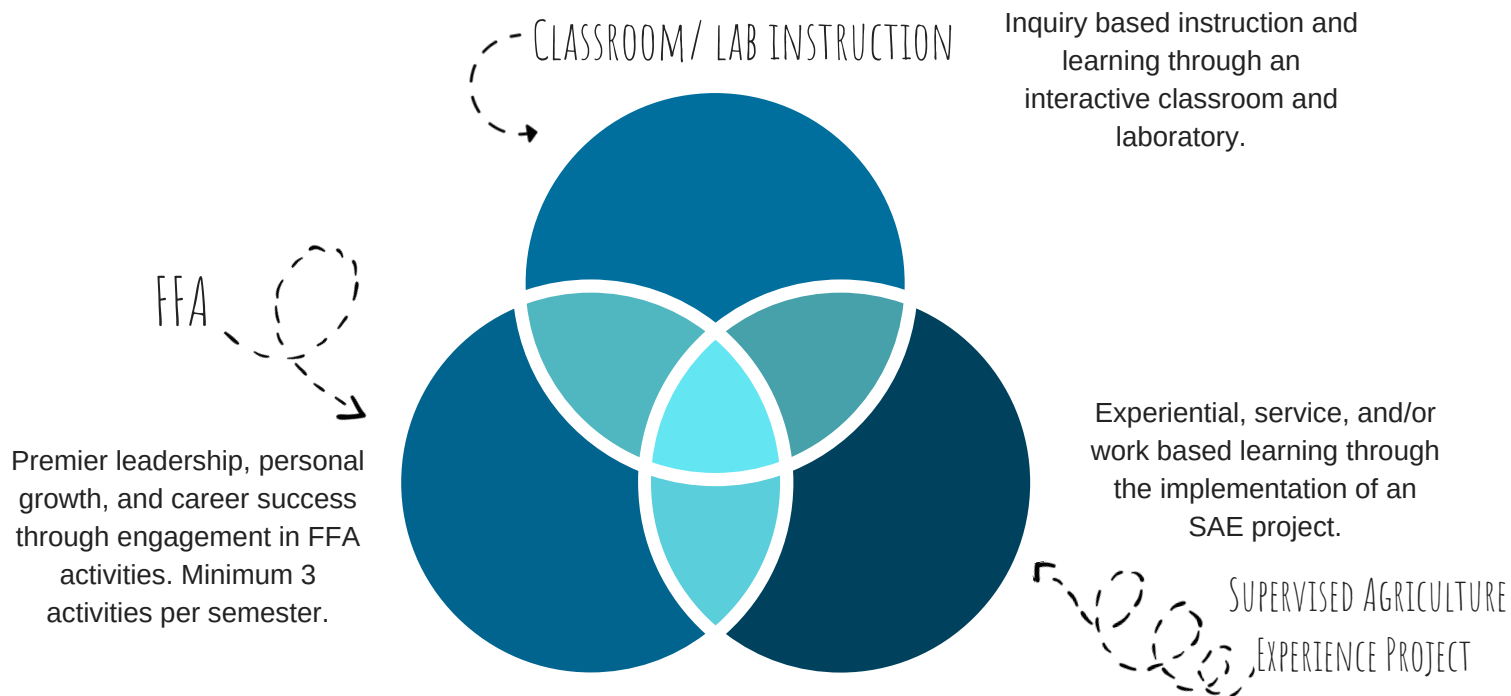 CLASSROOM/ LAB INSTRUCTION
Inquiry based instruction and
learning through an
interactive classroom and
laboratory.
FFA
Premier leadership, personal
growth, and career success
through engagement in FFA
activities. Minimum 3
activities per semester.
Experiential, service, and/or
work based learning through
the implementation of an
SAE project.
SUPERVISED AGRICULTURE
EXPERIENCE PROJECT